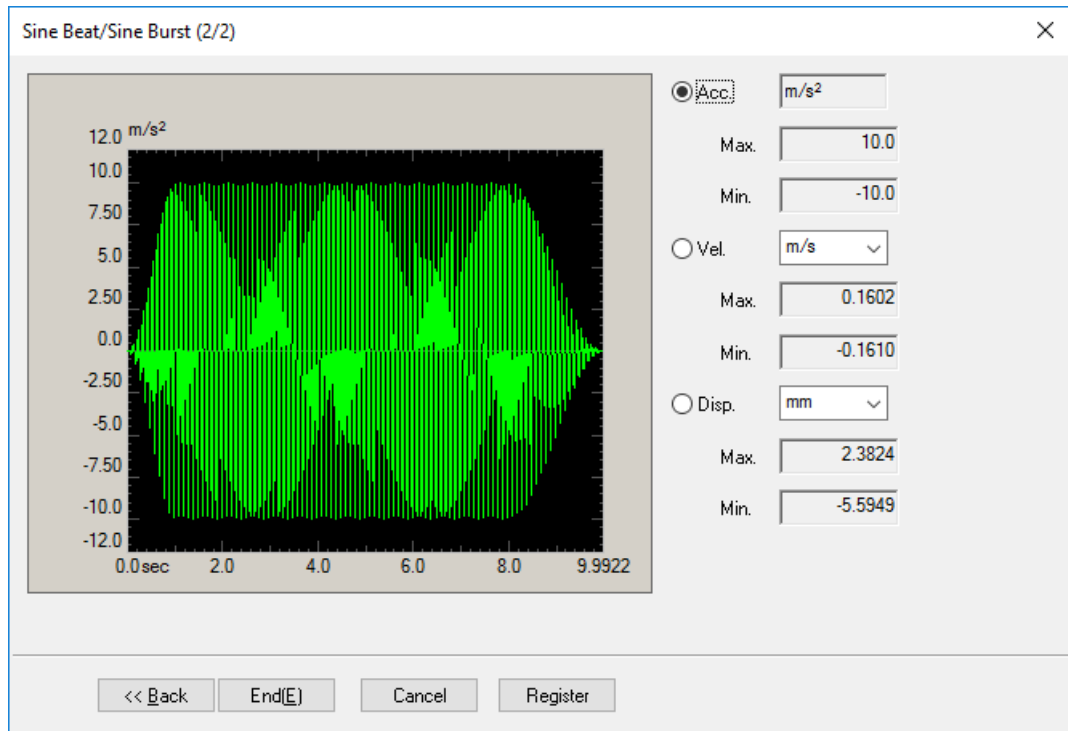 Sine Beat/Sine Burst (2/2)
m/s²
12.0
10.0
7.50
5.0
2.50
0.0
-2.50
-5.0
-7.50
-10.0
-12.0
0.0sec 2.0 4.0 6.0 8.0 9.9922
Acc. m/s²
Max. 10.0
Min. -10.0
Vel. m/s
Max. 0.1602
Min. -0.1610
Disp. mm
Max. 2.3824
Min. -5.5949
<< Back End(E) Cancel Register